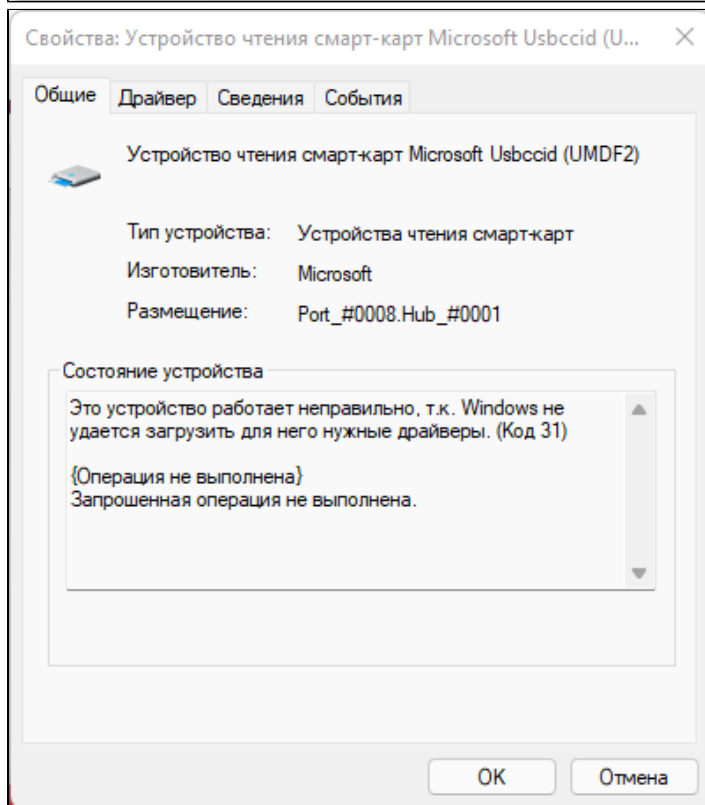 Свойства: Устройство чтения смарт-карт Microsoft Usbccid (U...
Общие Драйвер Сведения События
Устройство чтения смарт-карт Microsoft Usbccid (UMDF2)
Тип устройства: Устройства чтения смарт-карт
Изготовитель: Microsoft
Размещение: Port_#0008.Hub_#0001
Состояние устройства
Это устройство работает неправильно, т.к. Windows не
удается загрузить для него нужные драйверы. (Код 31)
{Операция не выполнена}
Запрошенная операция не выполнена.
ОК Отмена